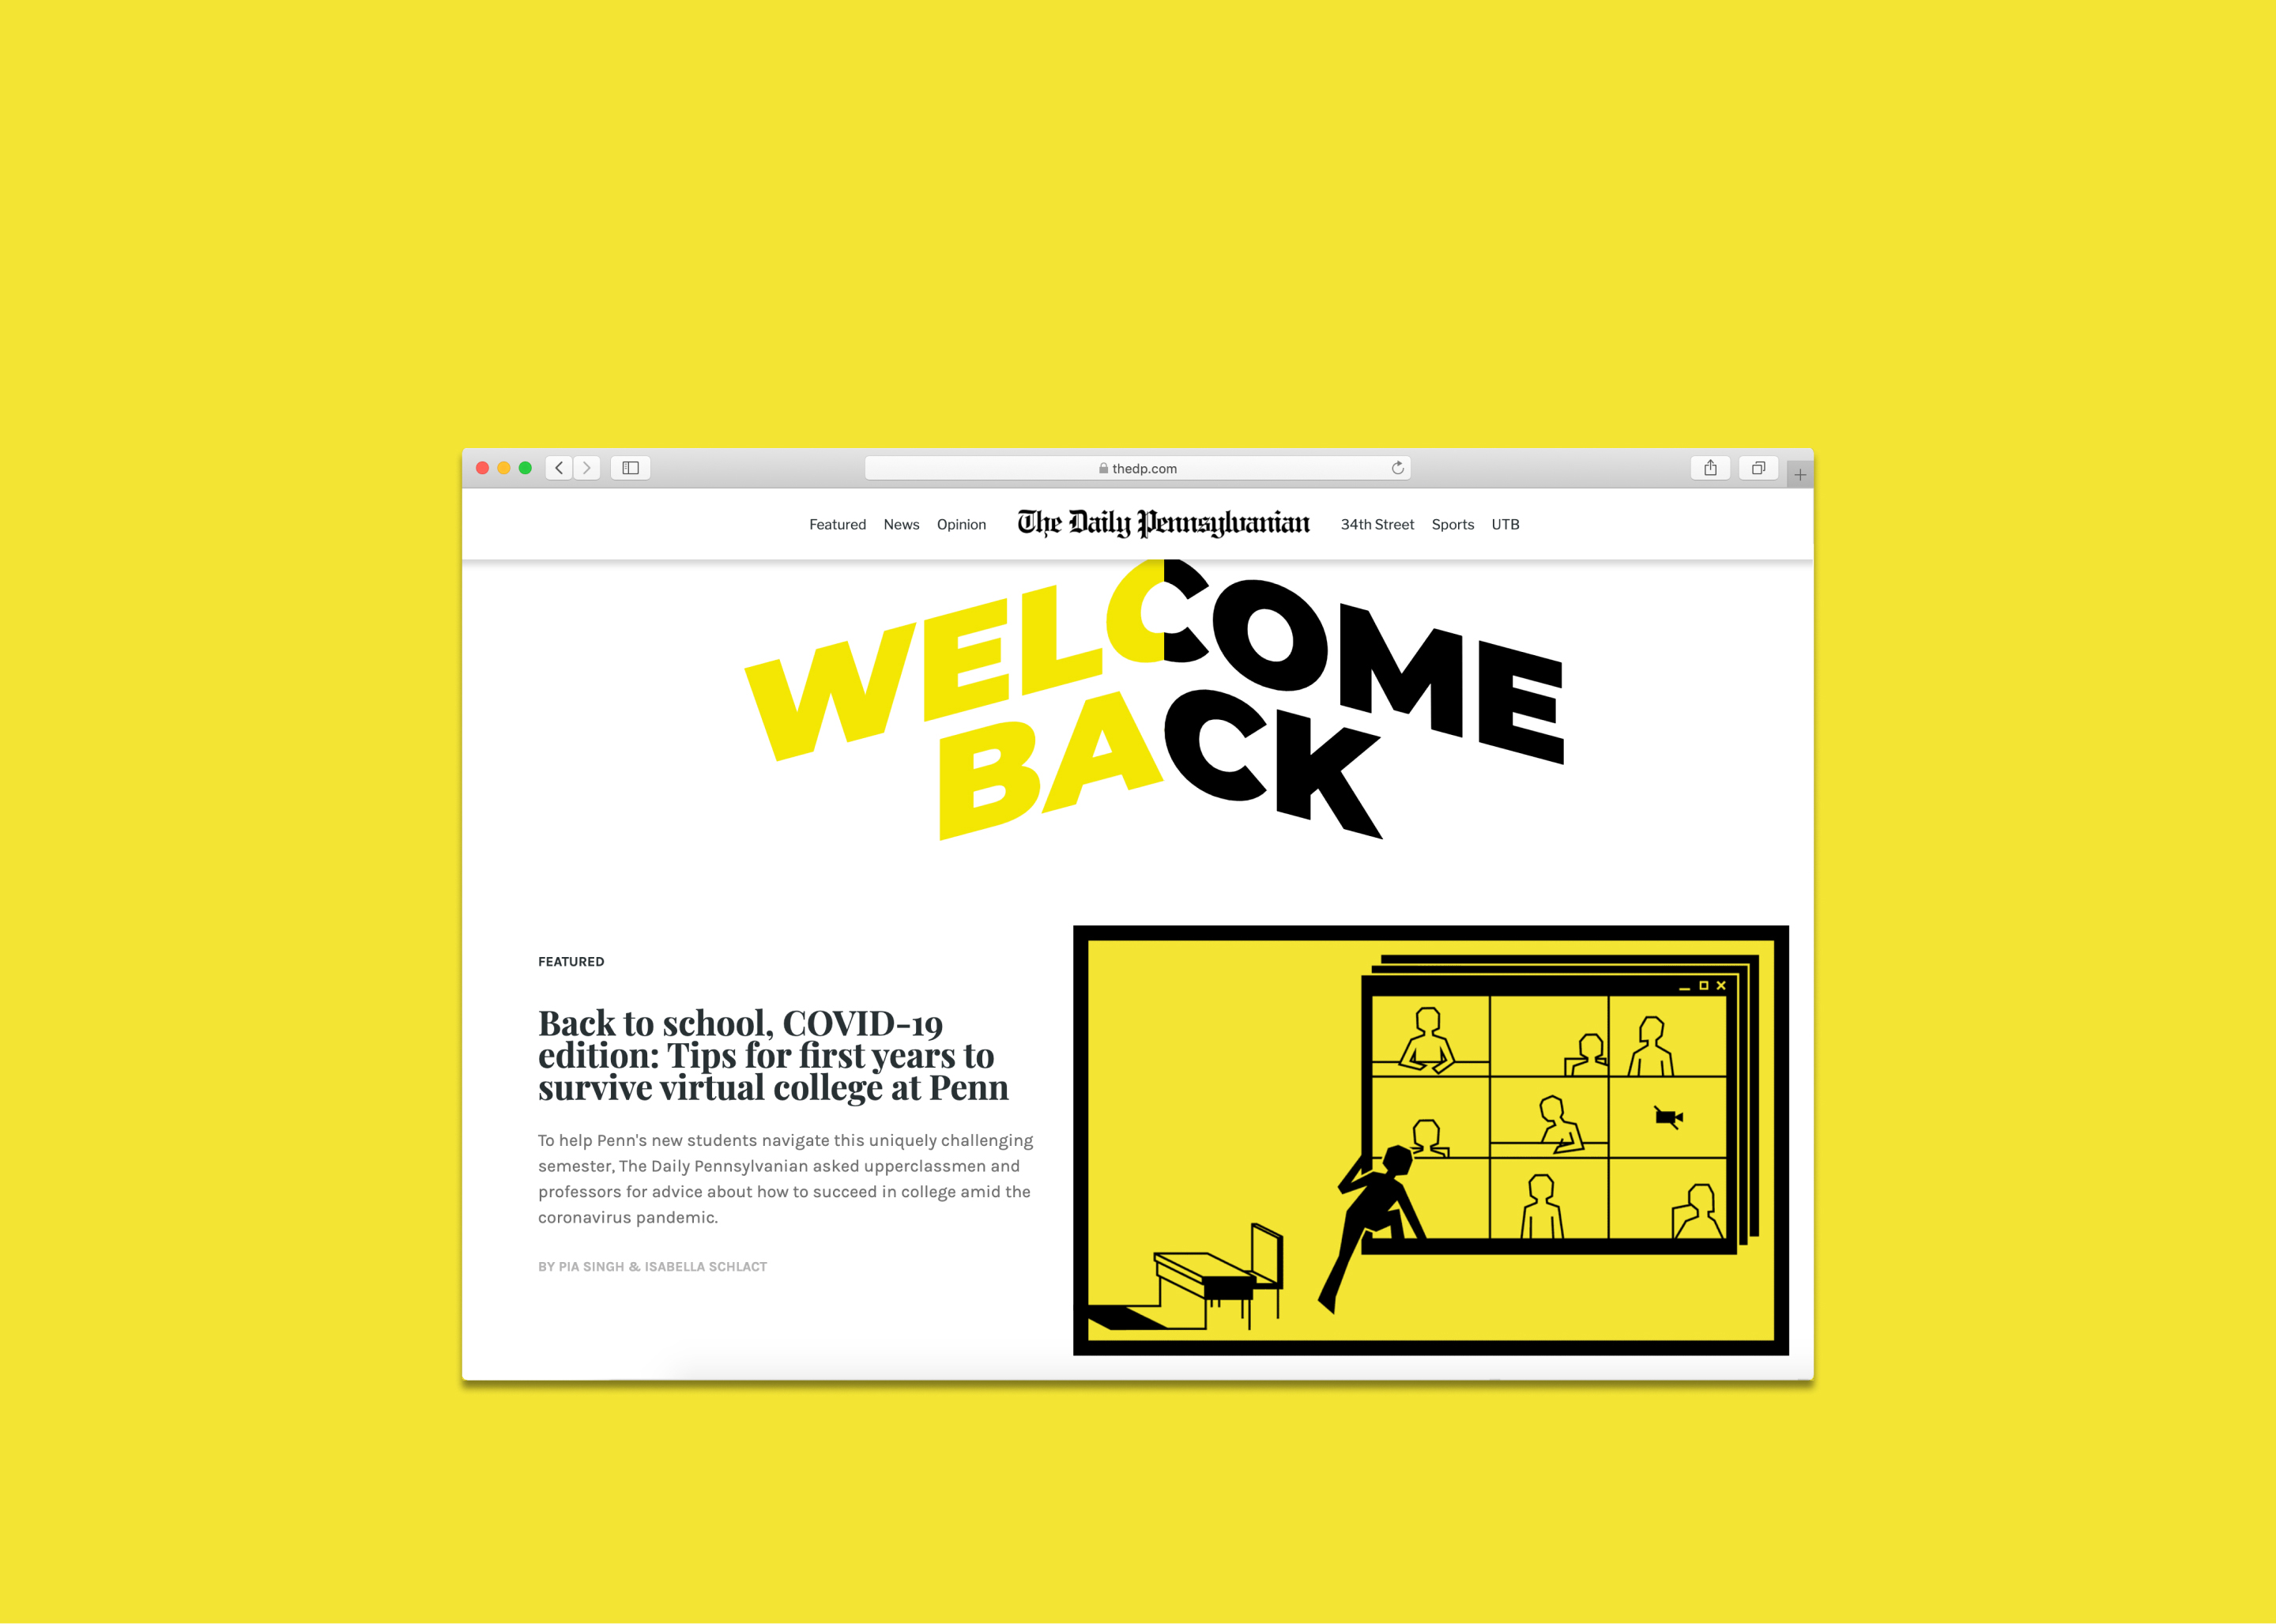 thedp.com
Featured News Opinion The Daily Pennsylvanian 34th Street Sports UTB
WELCOME
BACK
FEATURED
Back to school, COVID-19
edition: Tips for first years to
survive virtual college at Penn
To help Penn's new students navigate this uniquely challenging
semester, The Daily Pennsylvanian asked upperclassmen and
professors for advice about how to succeed in college amid the
coronavirus pandemic.
BY PIA SINGH & ISABELLA SCHLACT